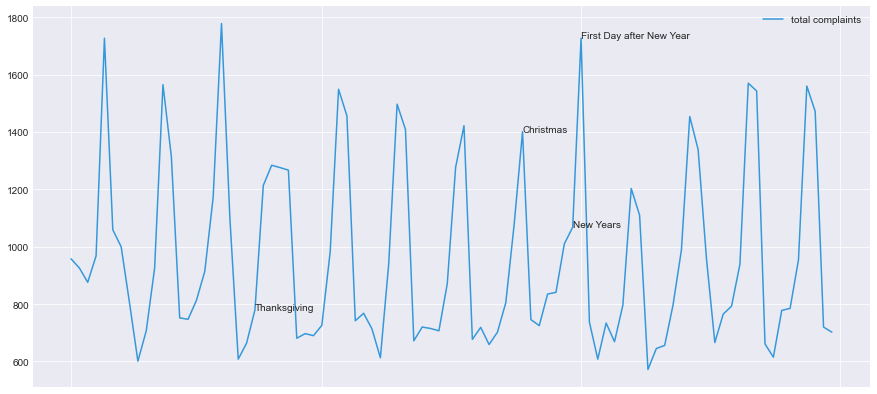 1800
total complaints
First Day after New Year
1600
1400
Christmas
1200
New Years
1000
800
Thanksgiving
600